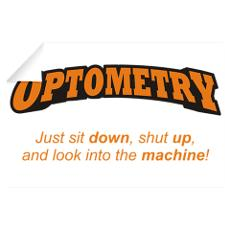 OPTOMETRY
Just sit down, shut up,
and look into the machine!